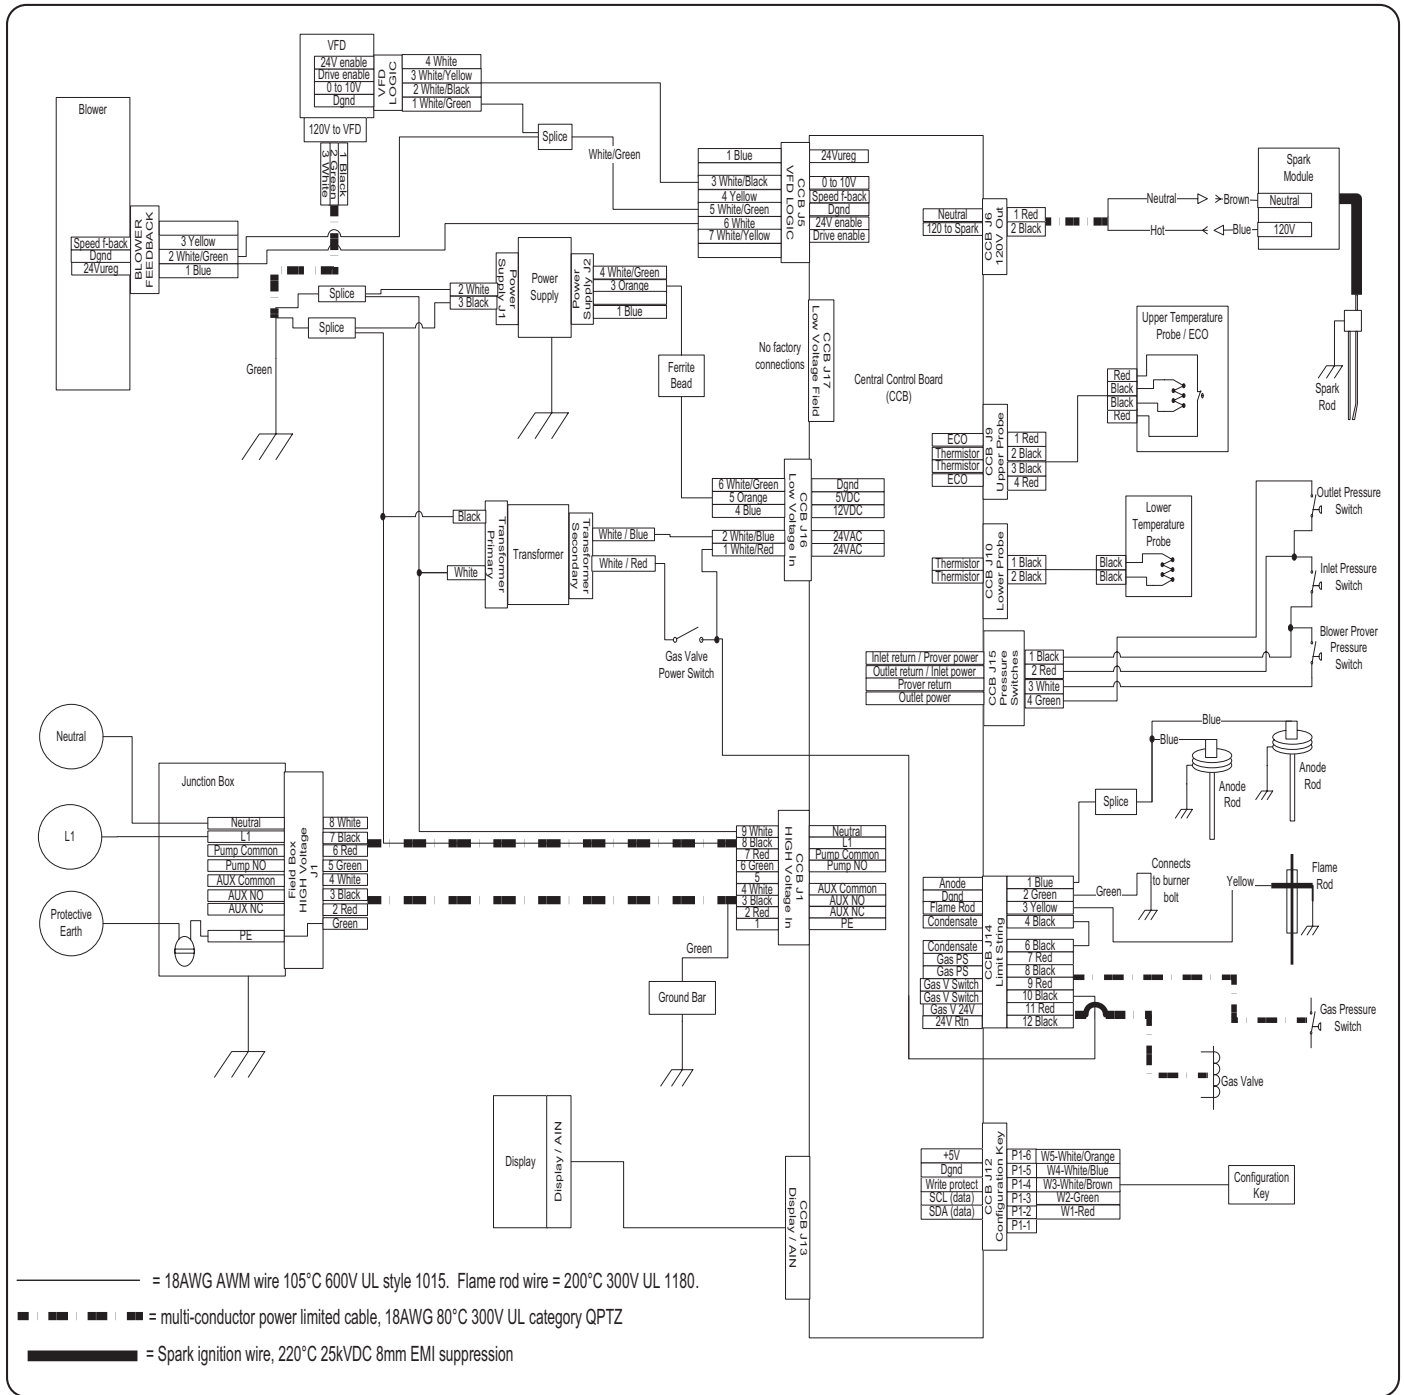 VFD
24V enable
Drive enable
0 to 10V
Dgnd
VFD
LOGIC
4 White
3 White/Yellow
2 White/Black
1 White/Green
120V to VFD
1 Black
2 Green
3 White
Blower
BLOWER
FEEDBACK
Speed f-back
Dgnd
24Vureg
3 Yellow
2 White/Green
1 Blue
Splice
White/Green
Splice
Splice
Green
2 White
3 Black
Power
Supply J1
Power
Supply
Power
Supply J2
4 White/Green
3 Orange
1 Blue
Ferrite
Bead
1 Blue
3 White/Black
4 Yellow
5 White/Green
6 White
7 White/Yellow
CCB J5
VFD LOGIC
24Vureg
0 to 10V
Speed f-back
Dgnd
24V enable
Drive enable
No factory
connections
CCB J17
Low Voltage Field
Central Control Board
(CCB)
Neutral
120 to Spark
CCB J6
120V Out
1 Red
2 Black
Neutral
Brown
Hot
Blue
Spark
Module
Neutral
120V
Spark
Rod
Upper Temperature
Probe / ECO
Red
Black
Black
Red
ECO
Thermistor
Thermistor
ECO
CCB J9
Upper Probe
1 Red
2 Black
3 Black
4 Red
6 White/Green
5 Orange
4 Blue
2 White/Blue
1 White/Red
CCB J16
Low Voltage In
Dgnd
5VDC
12VDC
24VAC
24VAC
Black
White
Transformer
Primary
Transformer
Transformer
Secondary
White / Blue
White / Red
Gas Valve
Power Switch
Thermistor
Thermistor
CCB J10
Lower Probe
1 Black
2 Black
Black
Black
Lower
Temperature
Probe
Outlet Pressure
Switch
Inlet Pressure
Switch
Blower Prover
Pressure
Switch
Inlet return / Prover power
Outlet return / Inlet power
Prover return
Outlet power
CCB J15
Pressure
Switches
1 Black
2 Red
3 White
4 Green
Neutral
L1
Protective
Earth
Junction Box
Neutral
L1
Pump Common
Pump NO
AUX Common
AUX NO
AUX NC
PE
Field Box
HIGH Voltage
J1
8 White
7 Black
6 Red
5 Green
4 White
3 Black
2 Red
Green
9 White
8 Black
7 Red
6 Green
5
4 White
3 Black
2 Red
1
CCB J1
HIGH Voltage In
Neutral
L1
Pump Common
Pump NO
AUX Common
AUX NO
AUX NC
PE
Green
Ground Bar
Blue
Blue
Anode
Rod
Anode
Rod
Splice
Connects
to burner
bolt
Green
Yellow
Flame
Rod
Anode
Dgnd
Flame Rod
Condensate
Condensate
Gas PS
Gas PS
Gas V Switch
Gas V Switch
Gas V 24V
24V Rtn
CCB J14
Limit String
1 Blue
2 Green
3 Yellow
4 Black
6 Black
7 Red
8 Black
9 Red
10 Black
11 Red
12 Black
Gas Pressure
Switch
Gas Valve
Display
Display / AIN
CCB J13
Display / AIN
+5V
Dgnd
Write protect
SCL (data)
SDA (data)
CCB J12
Configuration Key
P1-6 W5-White/Orange
P1-5 W4-White/Blue
P1-4 W3-White/Brown
P1-3 W2-Green
P1-2 W1-Red
P1-1
Configuration
Key
= 18AWG AWM wire 105°C 600V UL style 1015. Flame rod wire = 200°C 300V UL 1180.
= multi-conductor power limited cable, 18AWG 80°C 300V UL category QPTZ
= Spark ignition wire, 220°C 25kVDC 8mm EMI suppression